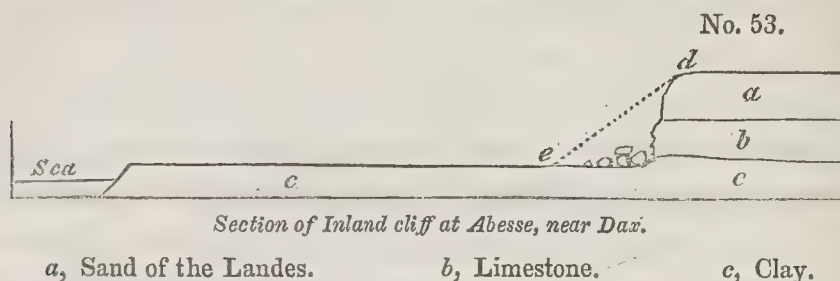 No. 53.
d
a
b
e
Sea
c
c
Section of Inland cliff at Abesse, near Dax.
a, Sand of the Landes. b, Limestone. c, Clay.